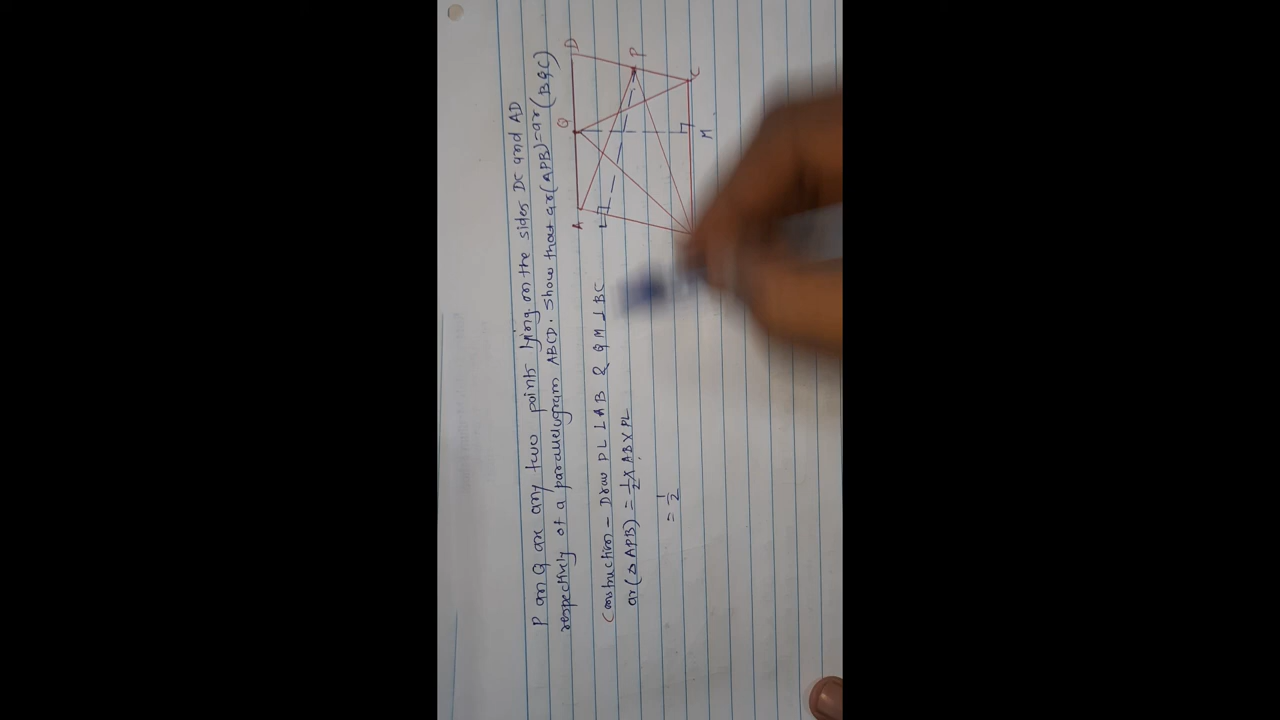 P an Q are any two points lying on the sides DC and AD
respectively of a parallelogram ABCD. Show that ar(APB)=ar(BQC)
Construction - Draw PL ⊥ AB & QM ⊥ BC
ar(△APB) = 1/2 × AB × PL
= 1/2
A Q D
L P
M C